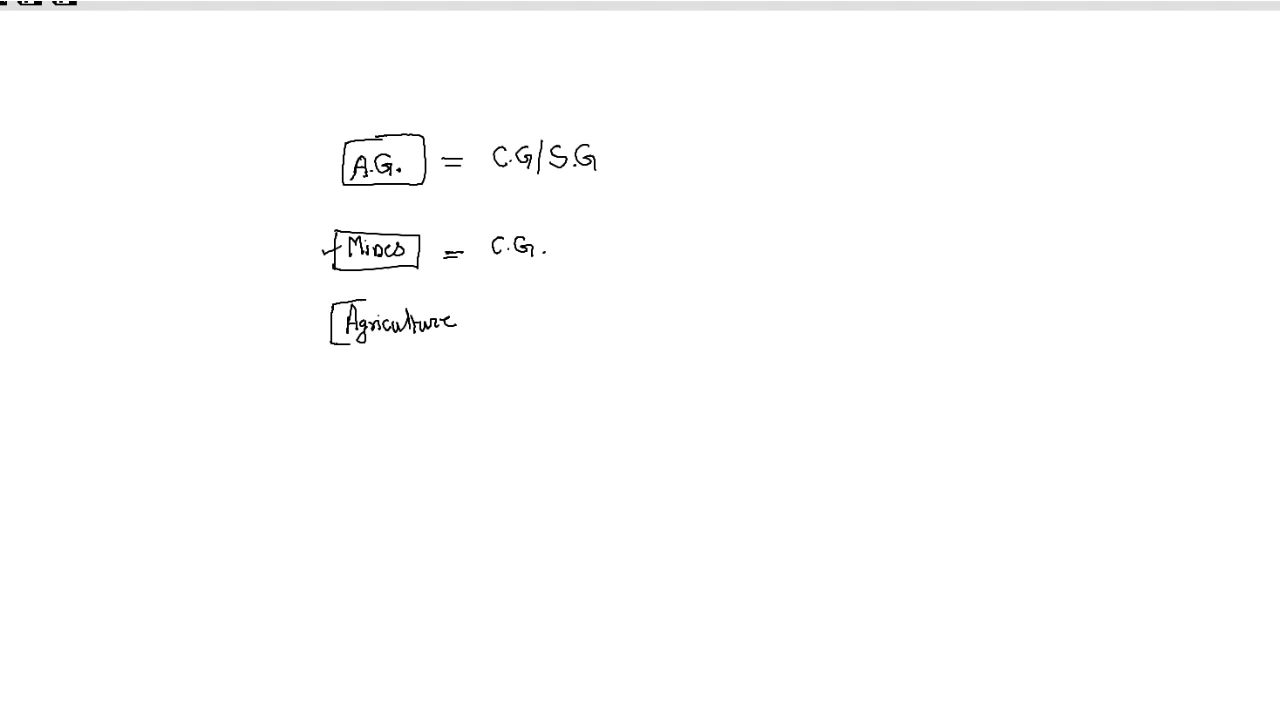 A.G. = C.G/S.G
Mines = C.G.
Agriculture